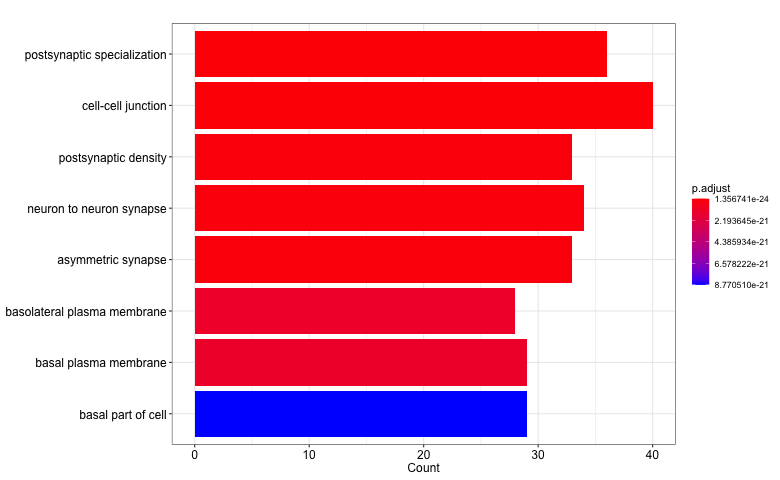 postsynaptic specialization
cell-cell junction
postsynaptic density
neuron to neuron synapse
asymmetric synapse
basolateral plasma membrane
basal plasma membrane
basal part of cell
0 10 20 30 40
Count
p.adjust
1.356741e-24
2.193645e-21
4.385934e-21
6.578222e-21
8.770510e-21